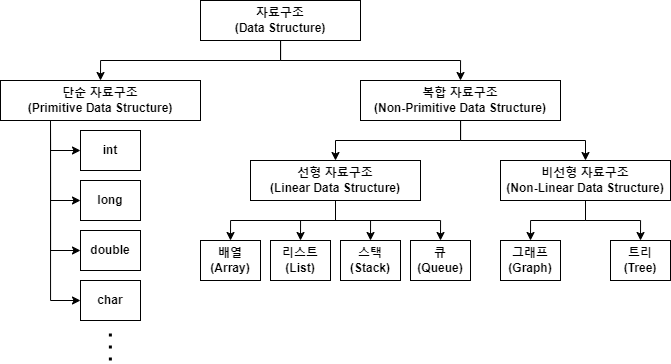 자료구조
(Data Structure)
단순 자료구조
(Primitive Data Structure)
복합 자료구조
(Non-Primitive Data Structure)
int
long
double
char
선형 자료구조
(Linear Data Structure)
비선형 자료구조
(Non-Linear Data Structure)
배열
(Array)
리스트
(List)
스택
(Stack)
큐
(Queue)
그래프
(Graph)
트리
(Tree)